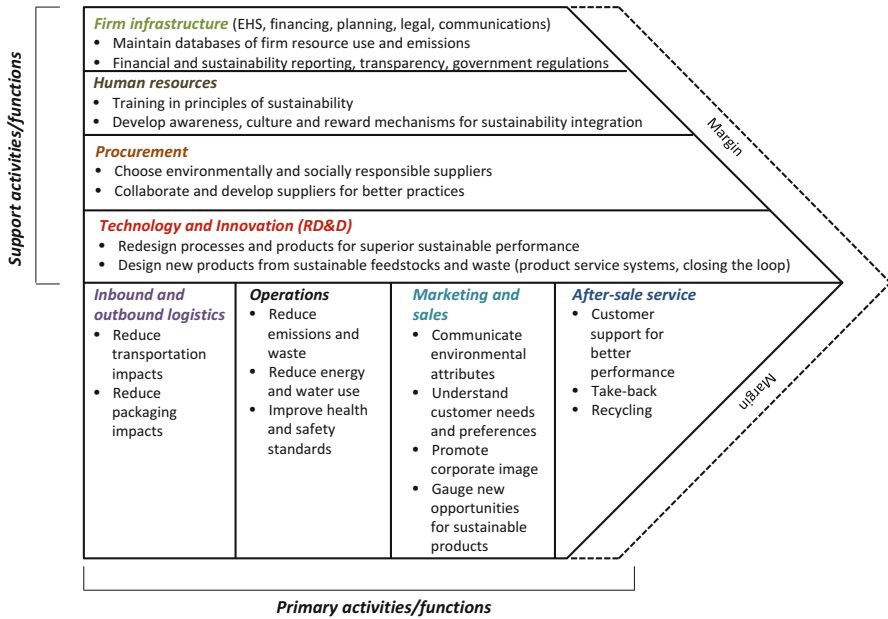 Firm infrastructure (EHS, financing, planning, legal, communications)
• Maintain databases of firm resource use and emissions
• Financial and sustainability reporting, transparency, government regulations
Human resources
• Training in principles of sustainability
• Develop awareness, culture and reward mechanisms for sustainability integration
Procurement
• Choose environmentally and socially responsible suppliers
• Collaborate and develop suppliers for better practices
Technology and Innovation (RD&D)
• Redesign processes and products for superior sustainable performance
• Design new products from sustainable feedstocks and waste (product service systems, closing the loop)
Support activities/functions
Margin
Inbound and
outbound logistics
• Reduce
transportation
impacts
• Reduce
packaging
impacts
Operations
• Reduce
emissions and
waste
• Reduce energy
and water use
• Improve health
and safety
standards
Marketing and
sales
• Communicate
environmental
attributes
• Understand
customer needs
and preferences
• Promote
corporate image
• Gauge new
opportunities
for sustainable
products
After-sale service
• Customer
support for
better
performance
• Take-back
• Recycling
Margin
Primary activities/functions